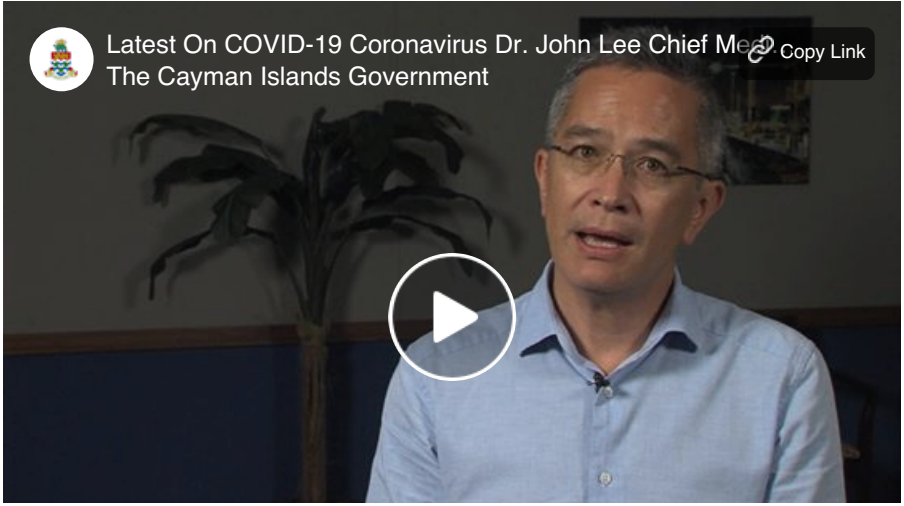 Latest On COVID-19 Coronavirus Dr. John Lee Chief
Copy Link
The Cayman Islands Government